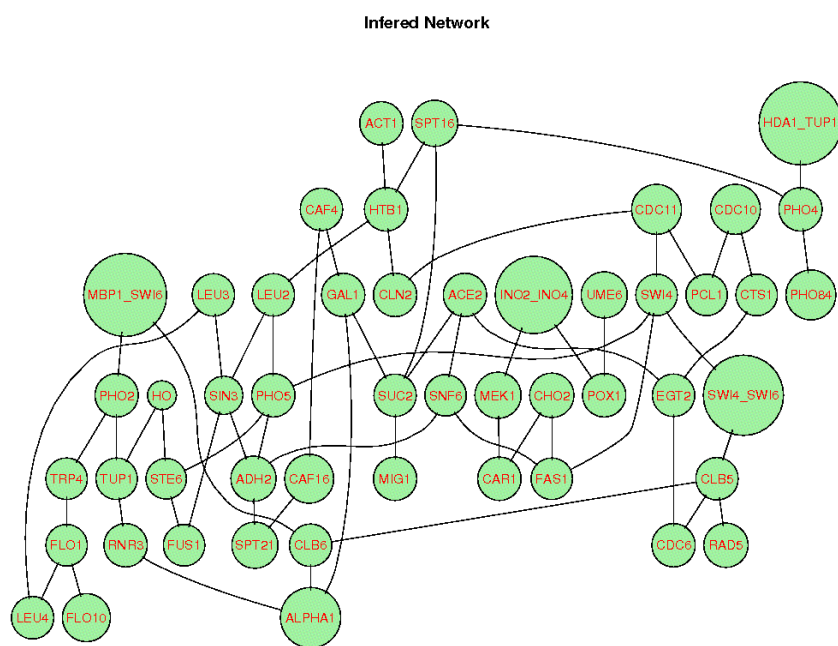 Infered Network
HDA1_TUP1
ACT1
SPT16
CAF4
HTB1
CDC11
CDC10
PHO4
MBP1_SWI6
LEU3
LEU2
GAL1
CLN2
ACE2
INO2_INO4
UME6
SWI4
PCL1
CTS1
PHO84
PHO2
HO
SIN3
PHO5
SUC2
SNF6
MEK1
CHO2
POX1
EGT2
SWI4_SWI6
TRP4
TUP1
STE6
ADH2
CAF16
MIG1
CAR1
FAS1
CLB5
FLO1
RNR3
FUS1
SPT21
CLB6
CDC6
RAD5
LEU4
FLO10
ALPHA1